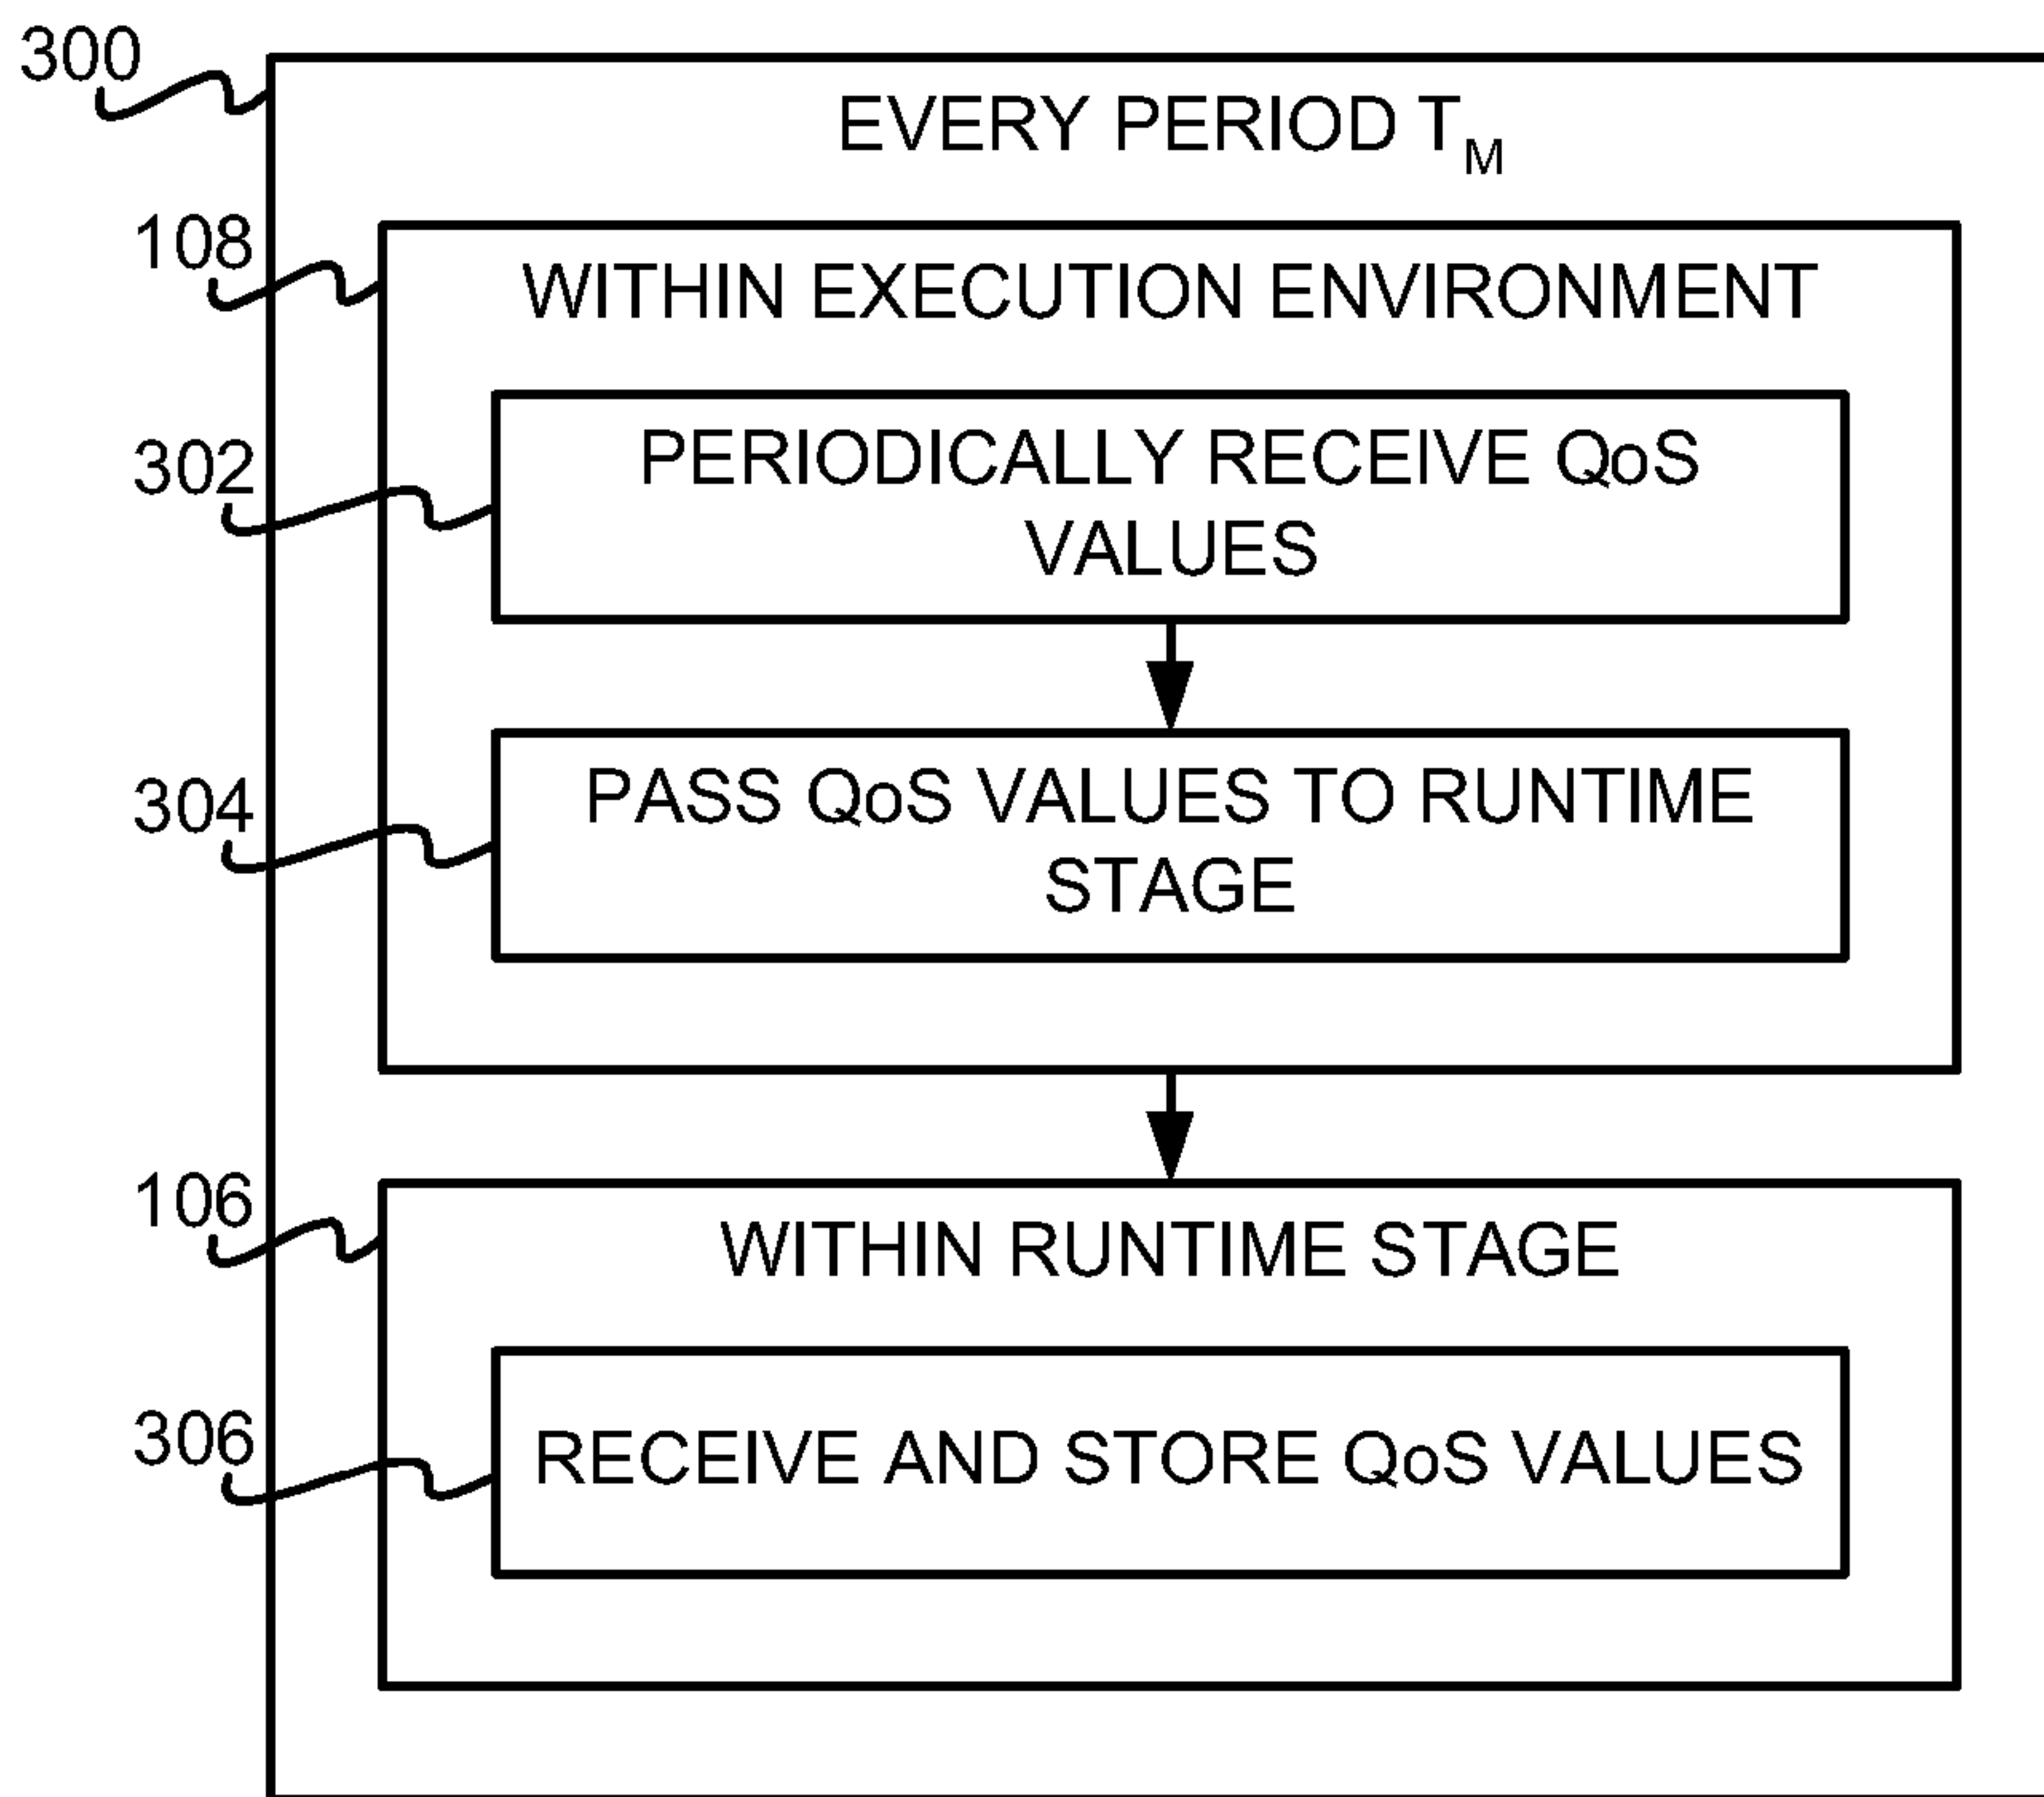 300
EVERY PERIOD TM
108
WITHIN EXECUTION ENVIRONMENT
302
PERIODICALLY RECEIVE QoS
VALUES
304
PASS QoS VALUES TO RUNTIME
STAGE
106
WITHIN RUNTIME STAGE
306
RECEIVE AND STORE QoS VALUES